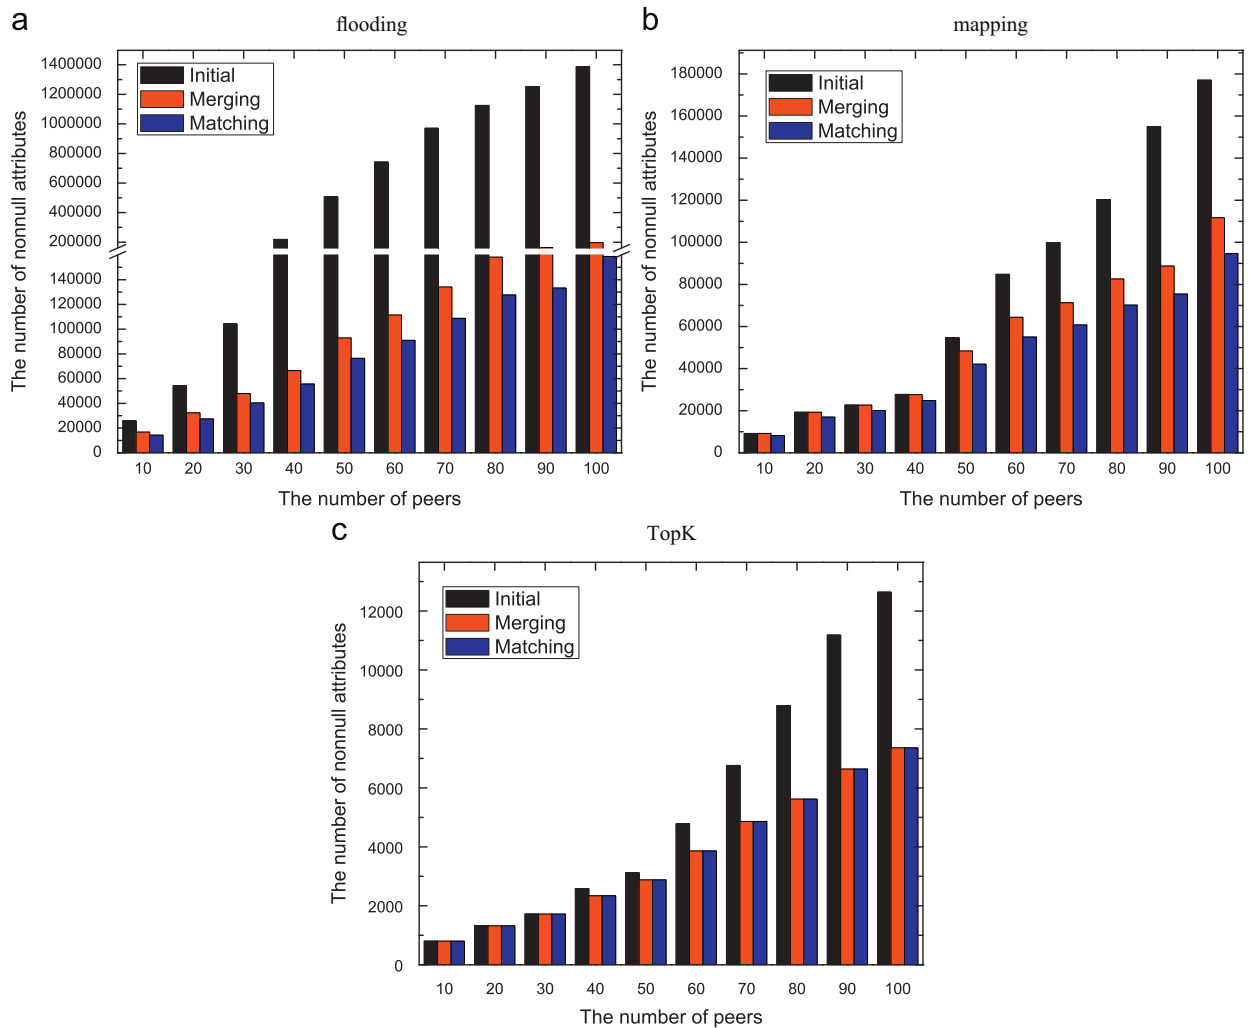 a
flooding
The number of nonnull attributes
1400000
1200000
1000000
800000
600000
400000
200000
140000
120000
100000
80000
60000
40000
20000
0
Initial
Merging
Matching
10 20 30 40 50 60 70 80 90 100
The number of peers
b
mapping
The number of nonnull attributes
180000
160000
140000
120000
100000
80000
60000
40000
20000
0
Initial
Merging
Matching
10 20 30 40 50 60 70 80 90 100
The number of peers
c
TopK
The number of nonnull attributes
12000
10000
8000
6000
4000
2000
0
Initial
Merging
Matching
10 20 30 40 50 60 70 80 90 100
The number of peers